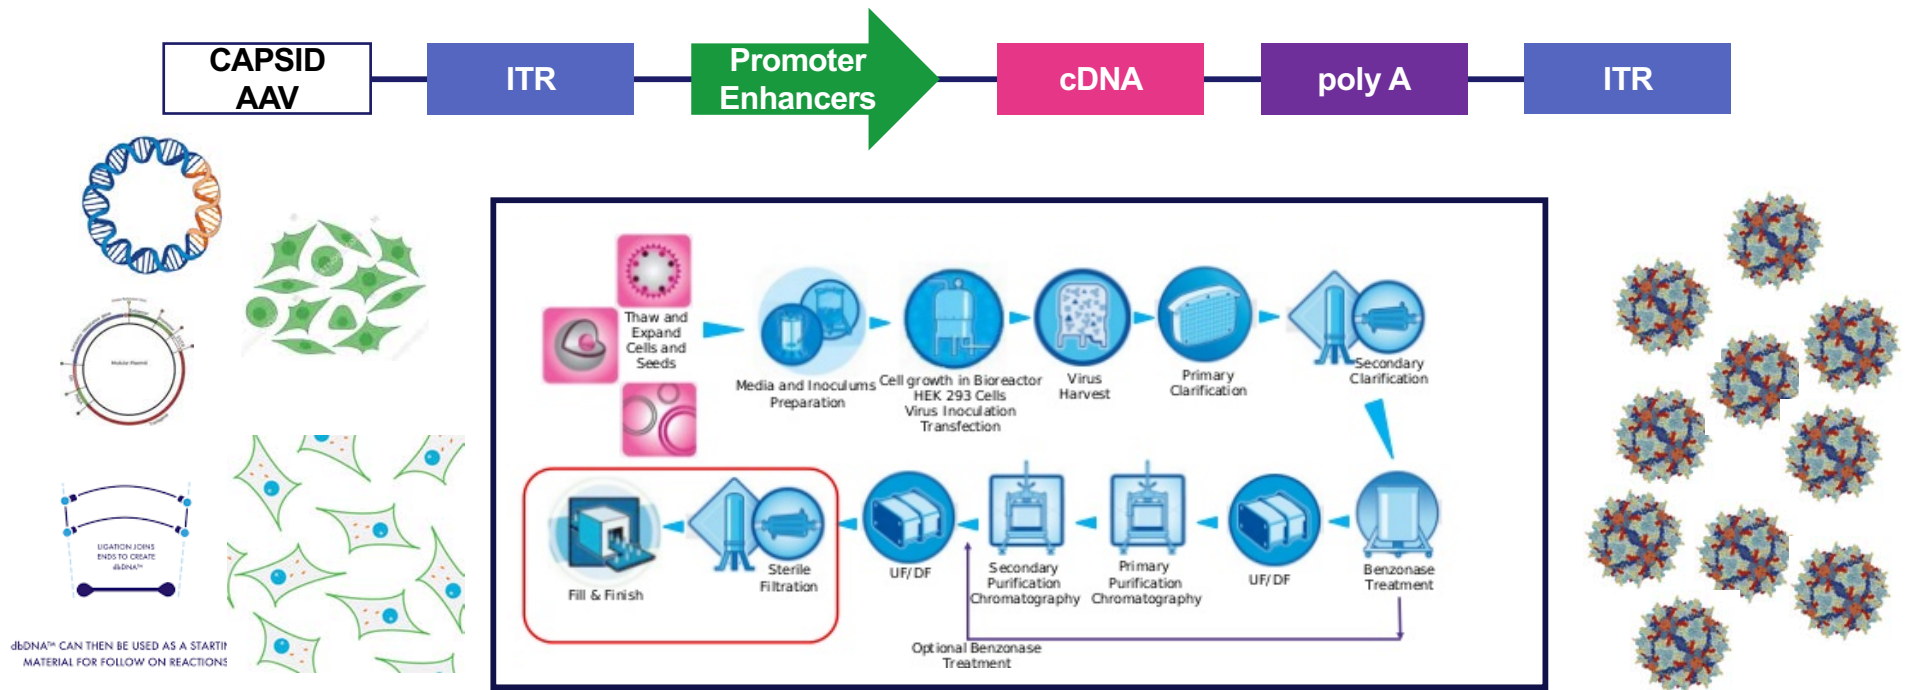 CAPSID
AAV
ITR
Promoter
Enhancers
cDNA
poly A
ITR
Modular Plasmid
LIGATION JOINS
ENDS TO CREATE
dbDNA™
dbDNA™ CAN THEN BE USED AS A STARTIN
MATERIAL FOR FOLLOW ON REACTIONS
Thaw and
Expand
Cells and
Seeds
Media and Inoculums
Preparation
Cell growth in Bioreactor
HEK 293 Cells
Virus Inoculation
Transfection
Virus
Harvest
Primary
Clarification
Secondary
Clarification
Fill & Finish
Sterile
Filtration
UF/DF
Secondary
Purification
Chromatography
Primary
Purification
Chromatography
UF/DF
Benzonase
Treatment
Optional Benzonase
Treatment